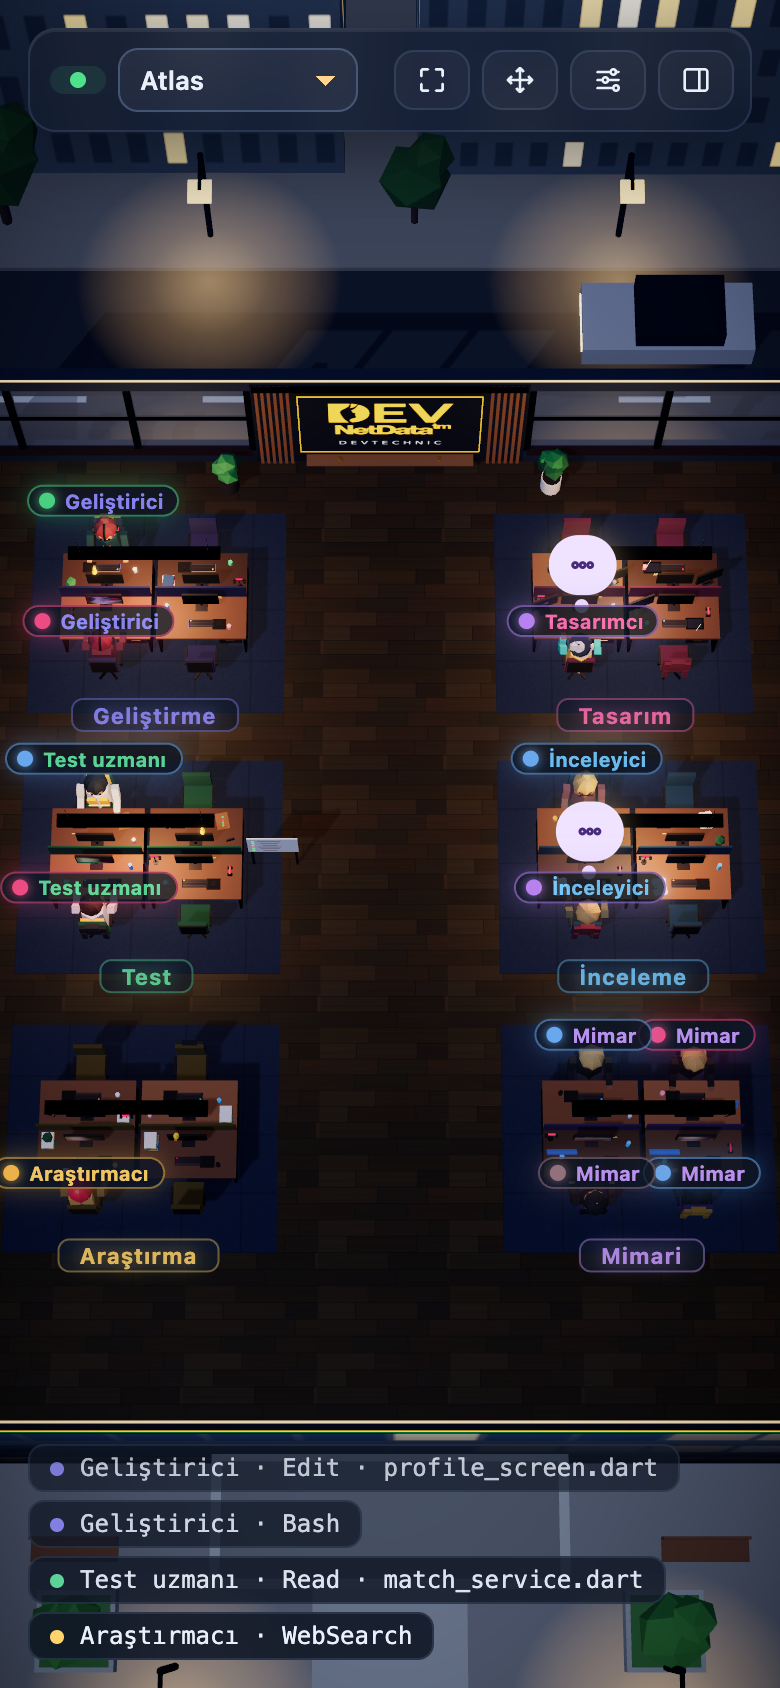 Atlas
DEV
NetData™
DEVTECHNIC
Geliştirici
Geliştirici
Tasarımcı
Geliştirme
Tasarım
Test uzmanı
İnceleyici
Test uzmanı
İnceleyici
Test
İnceleme
Mimar
Mimar
Araştırmacı
Mimar
Mimar
Araştırma
Mimari
Geliştirici · Edit · profile_screen.dart
Geliştirici · Bash
Test uzmanı · Read · match_service.dart
Araştırmacı · WebSearch